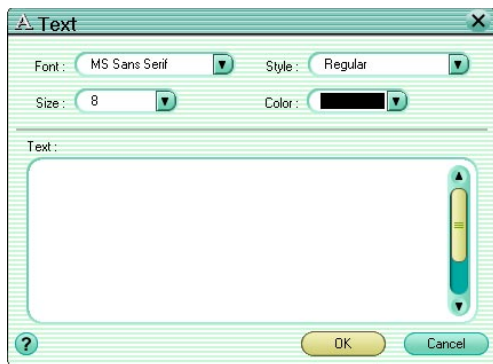 A Text
Font : MS Sans Serif Style : Regular
Size : 8 Color :
Text :
? OK Cancel